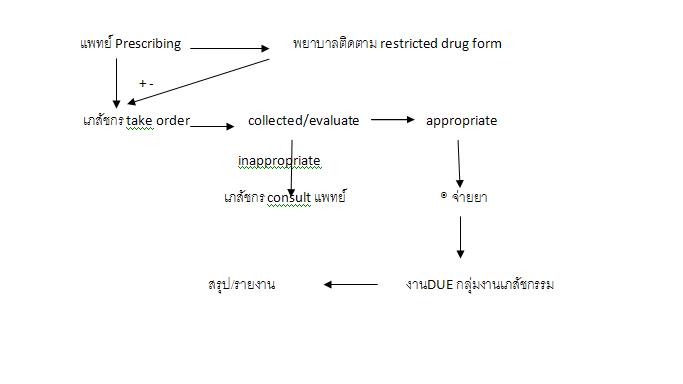 แพทย์ Prescribing
พยาบาลติดตาม restricted drug form
+ -
เภสัชกร take order
collected/evaluate
appropriate
inappropriate
เภสัชกร consult แพทย์
จ่ายยา
สรุป/รายงาน
งานDUE กลุ่มงานเภสัชกรรม